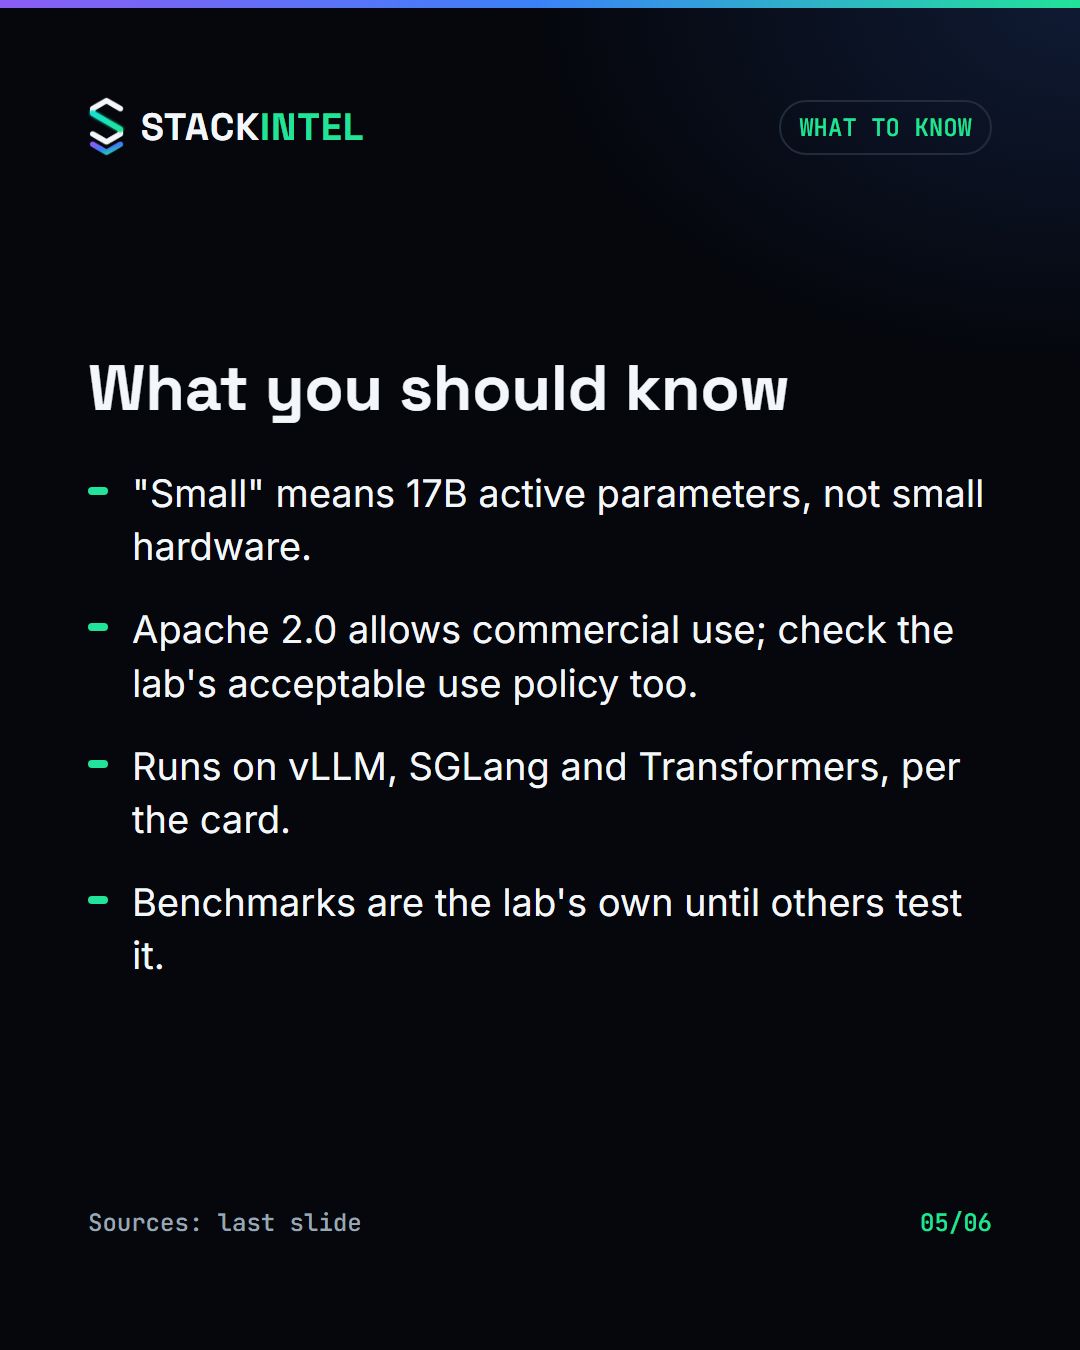 STACKINTEL
WHAT TO KNOW
What you should know
"Small" means 17B active parameters, not small
hardware.
Apache 2.0 allows commercial use; check the
lab's acceptable use policy too.
Runs on vLLM, SGLang and Transformers, per
the card.
Benchmarks are the lab's own until others test
it.
Sources: last slide
05/06